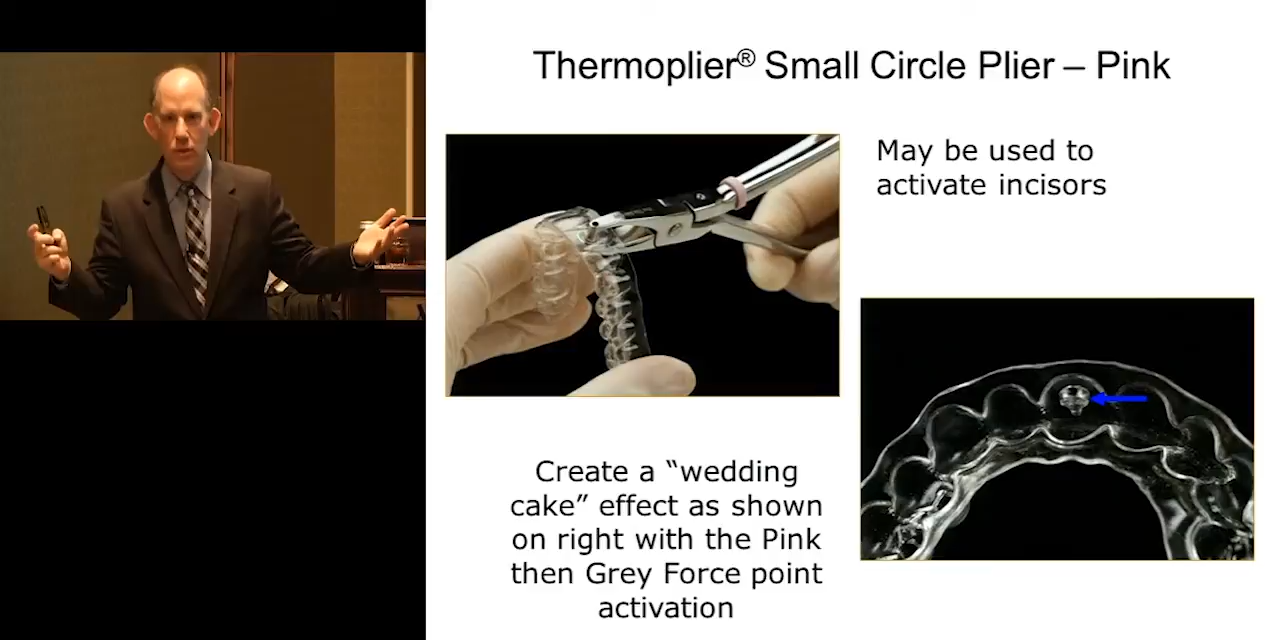 Thermoplier® Small Circle Plier – Pink
May be used to
activate incisors
Create a “wedding
cake” effect as shown
on right with the Pink
then Grey Force point
activation